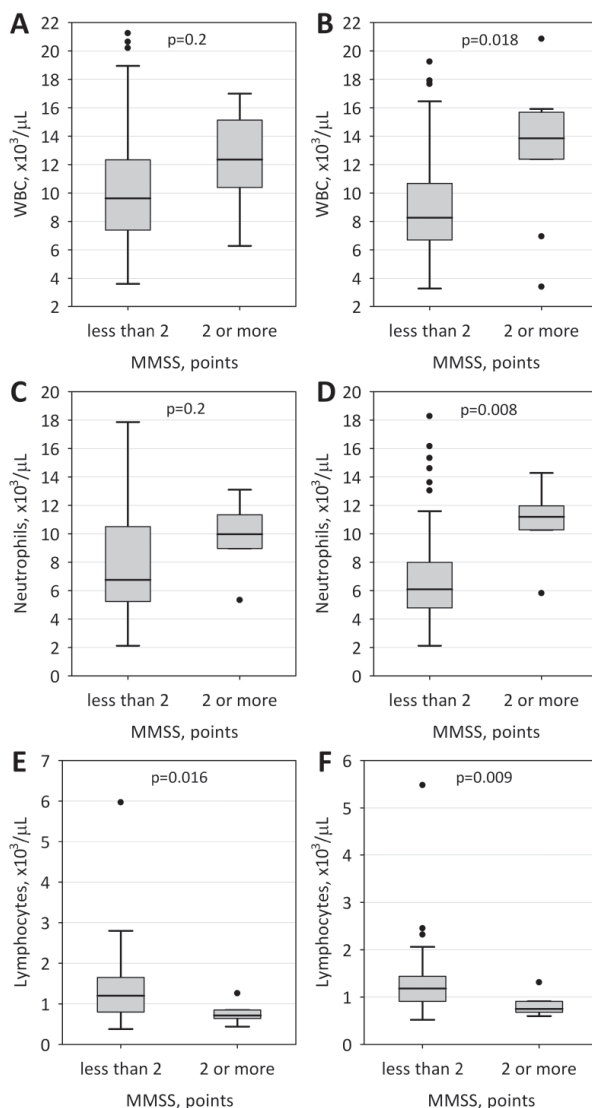 A
p=0.2
WBC, x10³/μL
22
20
18
16
14
12
10
8
6
4
2
less than 2
2 or more
MMSS, points
B
p=0.018
WBC, x10³/μL
22
20
18
16
14
12
10
8
6
4
2
less than 2
2 or more
MMSS, points
C
p=0.2
Neutrophils, x10³/μL
20
18
16
14
12
10
8
6
4
2
0
less than 2
2 or more
MMSS, points
D
p=0.008
Neutrophils, x10³/μL
20
18
16
14
12
10
8
6
4
2
0
less than 2
2 or more
MMSS, points
E
p=0.016
Lymphocytes, x10³/μL
7
6
5
4
3
2
1
0
less than 2
2 or more
MMSS, points
F
p=0.009
Lymphocytes, x10³/μL
6
5
4
3
2
1
0
less than 2
2 or more
MMSS, points